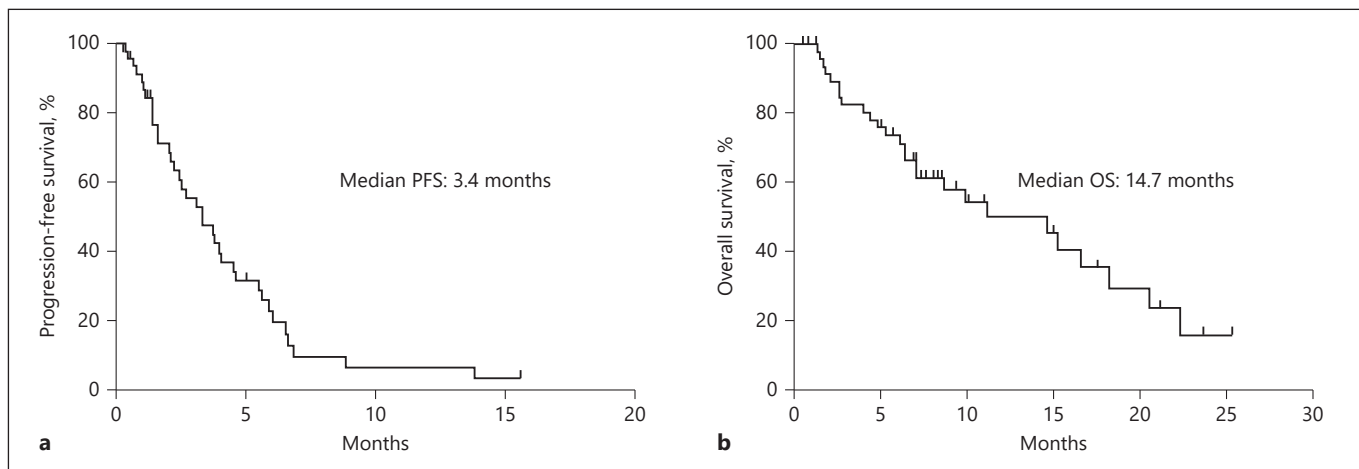 100
80
60
40
20
0
Progression-free survival, %
Median PFS: 3.4 months
0 5 10 15 20
Months
a
100
80
60
40
20
0
Overall survival, %
Median OS: 14.7 months
0 5 10 15 20 25 30
Months
b